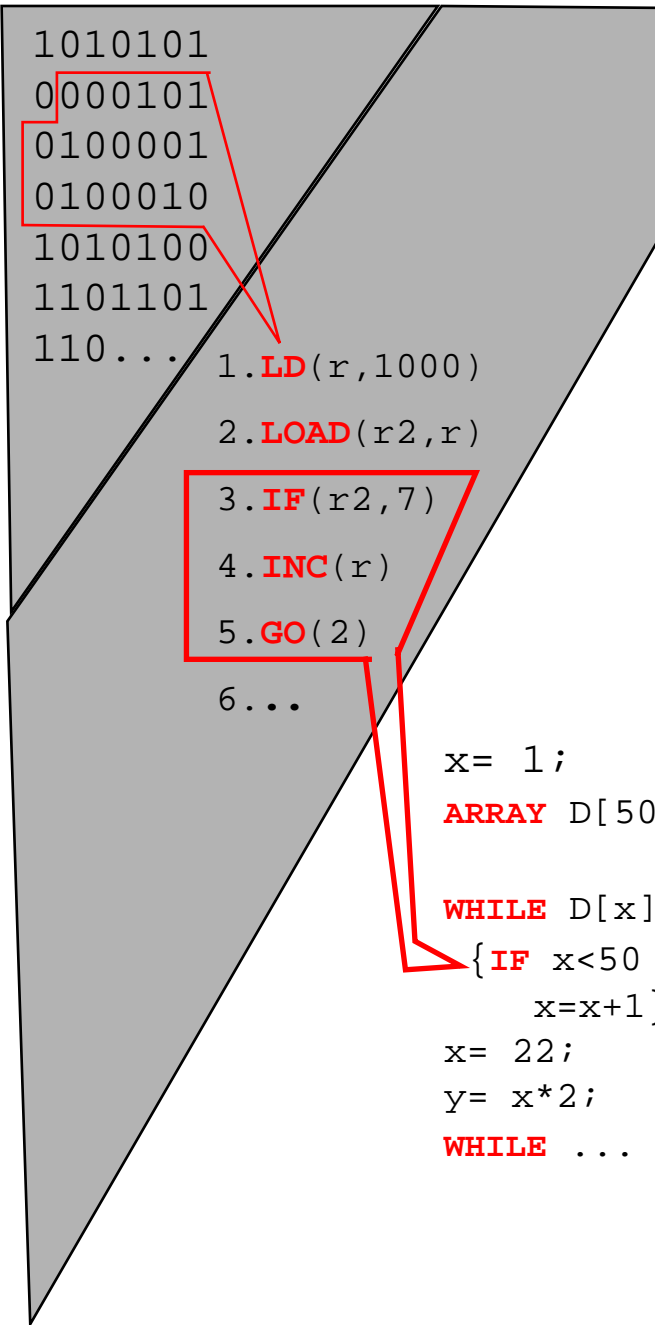 1010101
0000101
0100001
0100010
1010100
1101101
110...
1.LD(r,1000)
2.LOAD(r2,r)
3.IF(r2,7)
4.INC(r)
5.GO(2)
6...
x= 1;
ARRAY D[50
WHILE D[x]
{IF x<50
x=x+1}
x= 22;
y= x*2;
WHILE ...